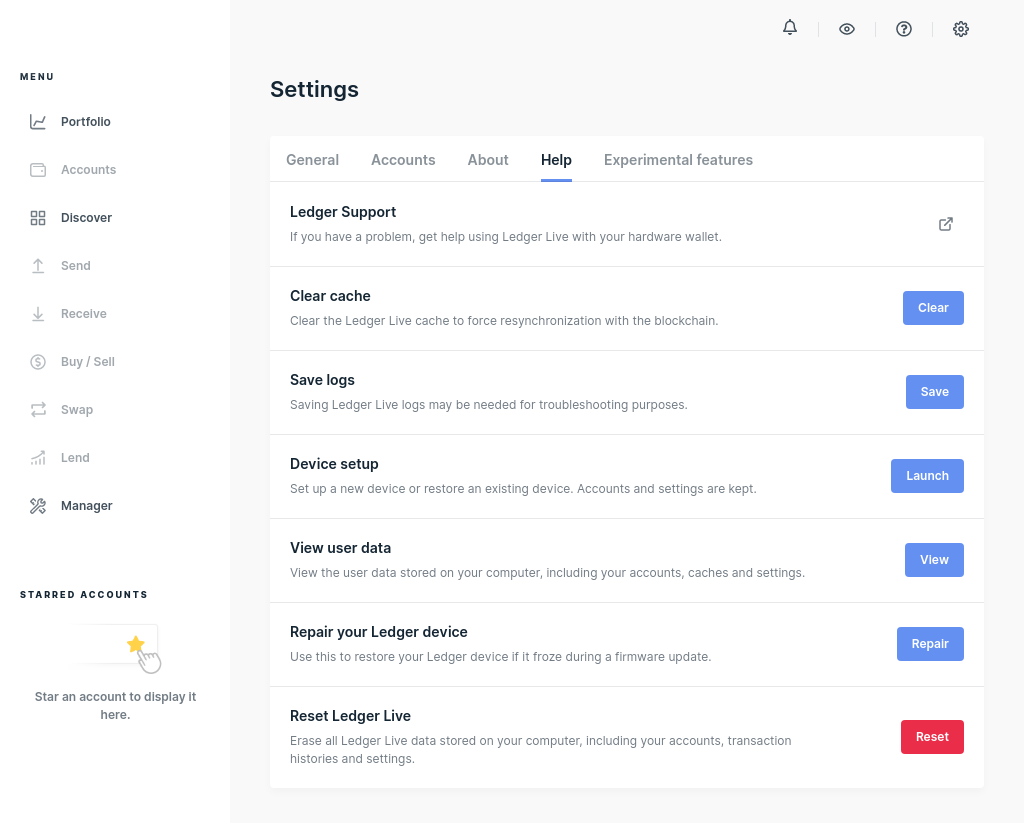 MENU
Portfolio
Accounts
Discover
Send
Receive
Buy / Sell
Swap
Lend
Manager
STARRED ACCOUNTS
Star an account to display it
here.
Settings
General Accounts About Help Experimental features
Ledger Support
If you have a problem, get help using Ledger Live with your hardware wallet.
Clear cache
Clear the Ledger Live cache to force resynchronization with the blockchain.
Clear
Save logs
Saving Ledger Live logs may be needed for troubleshooting purposes.
Save
Device setup
Set up a new device or restore an existing device. Accounts and settings are kept.
Launch
View user data
View the user data stored on your computer, including your accounts, caches and settings.
View
Repair your Ledger device
Use this to restore your Ledger device if it froze during a firmware update.
Repair
Reset Ledger Live
Erase all Ledger Live data stored on your computer, including your accounts, transaction
histories and settings.
Reset